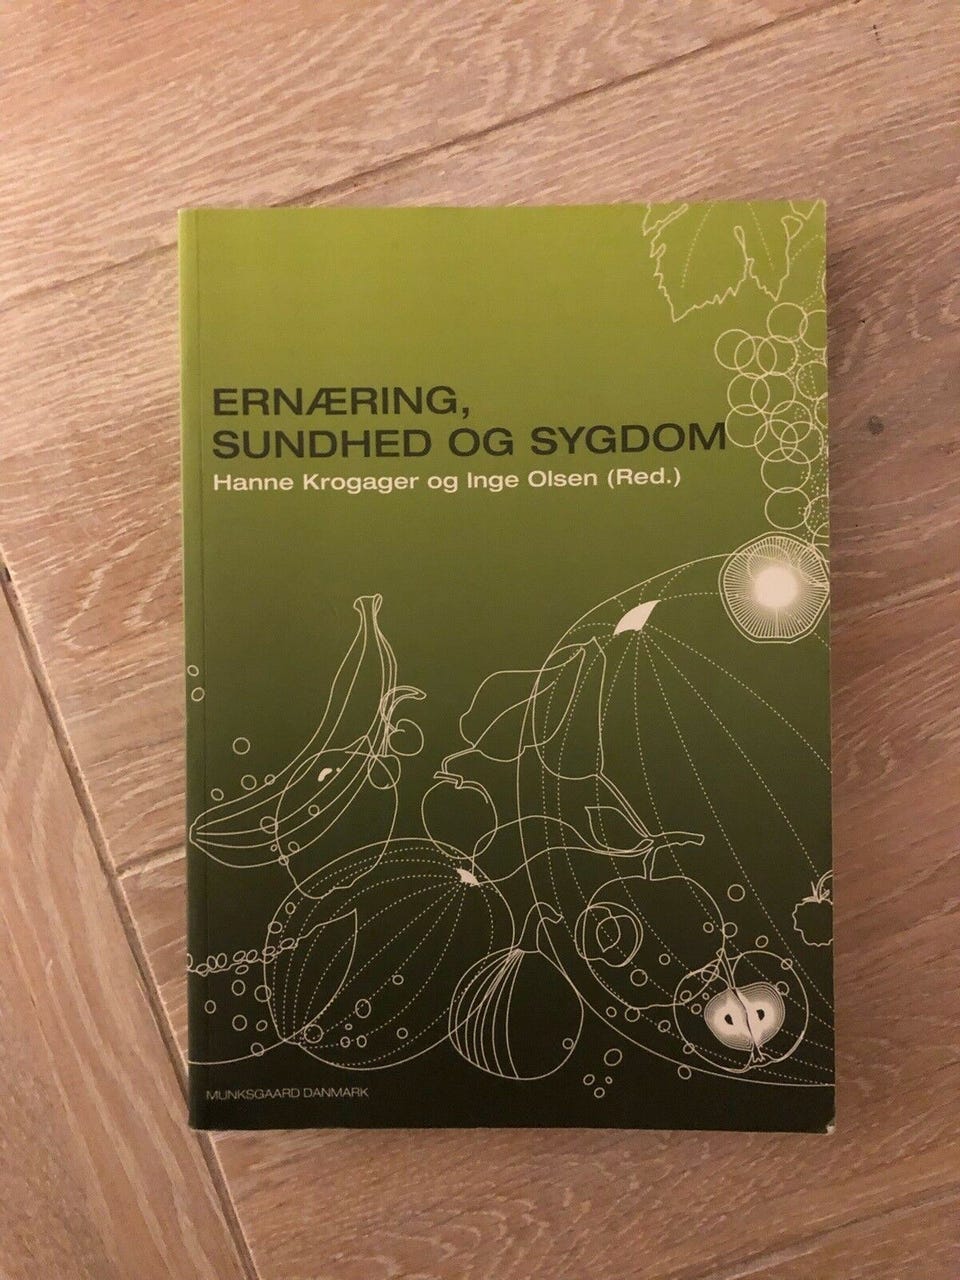 ERNÆRING,
SUNDHED OG SYGDOM
Hanne Krogager og Inge Olsen (Red.)
MUNKSGAARD DANMARK